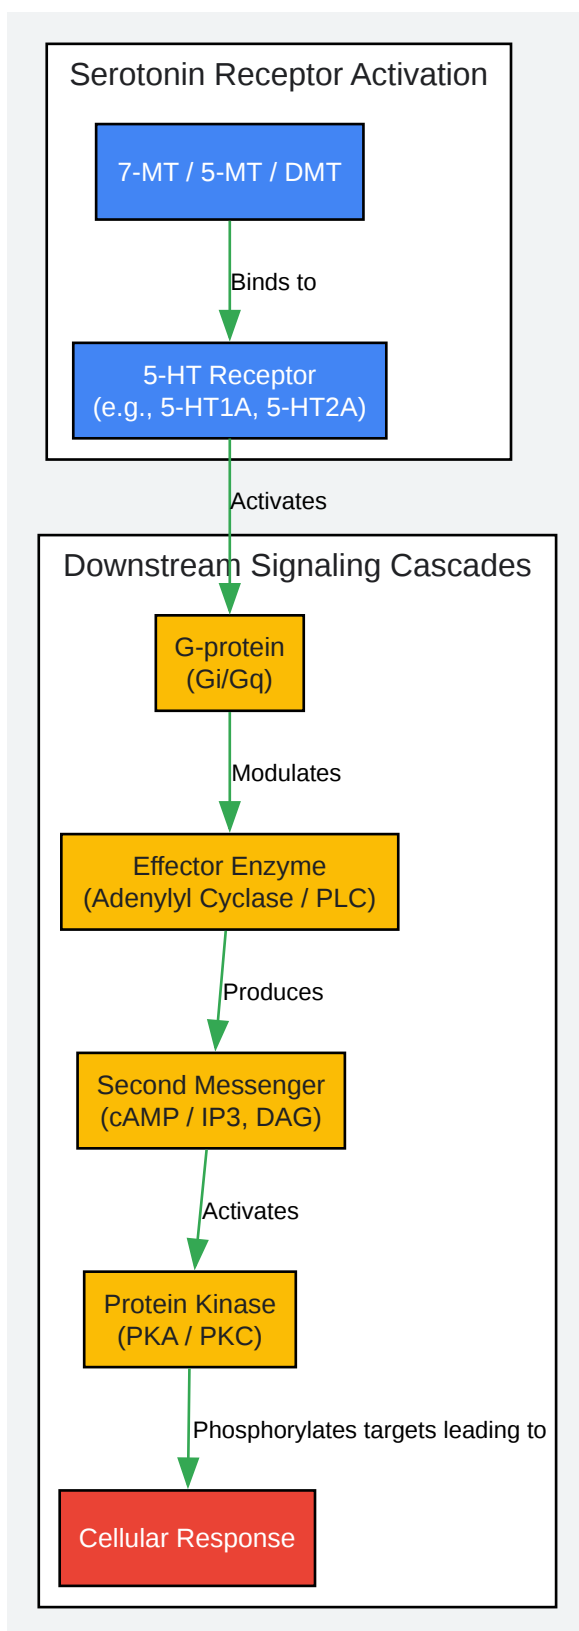 Serotonin Receptor Activation
7-MT / 5-MT / DMT
Binds to
5-HT Receptor
(e.g., 5-HT1A, 5-HT2A)
Activates
Downstream Signaling Cascades
G-protein
(Gi/Gq)
Modulates
Effector Enzyme
(Adenylyl Cyclase / PLC)
Produces
Second Messenger
(cAMP / IP3, DAG)
Activates
Protein Kinase
(PKA / PKC)
Phosphorylates targets leading to
Cellular Response